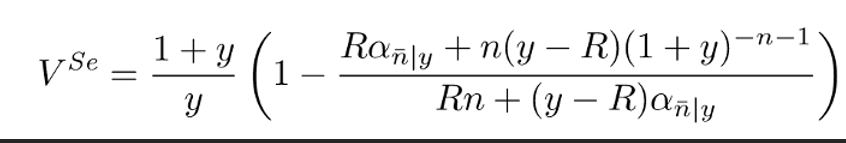 $V^{Se} = \frac{1+y}{y} \left( 1 - \frac{R\alpha_{\bar{n}|y} + n(y-R)(1+y)^{-n-1}}{Rn + (y-R)\alpha_{\bar{n}|y}} \right)$